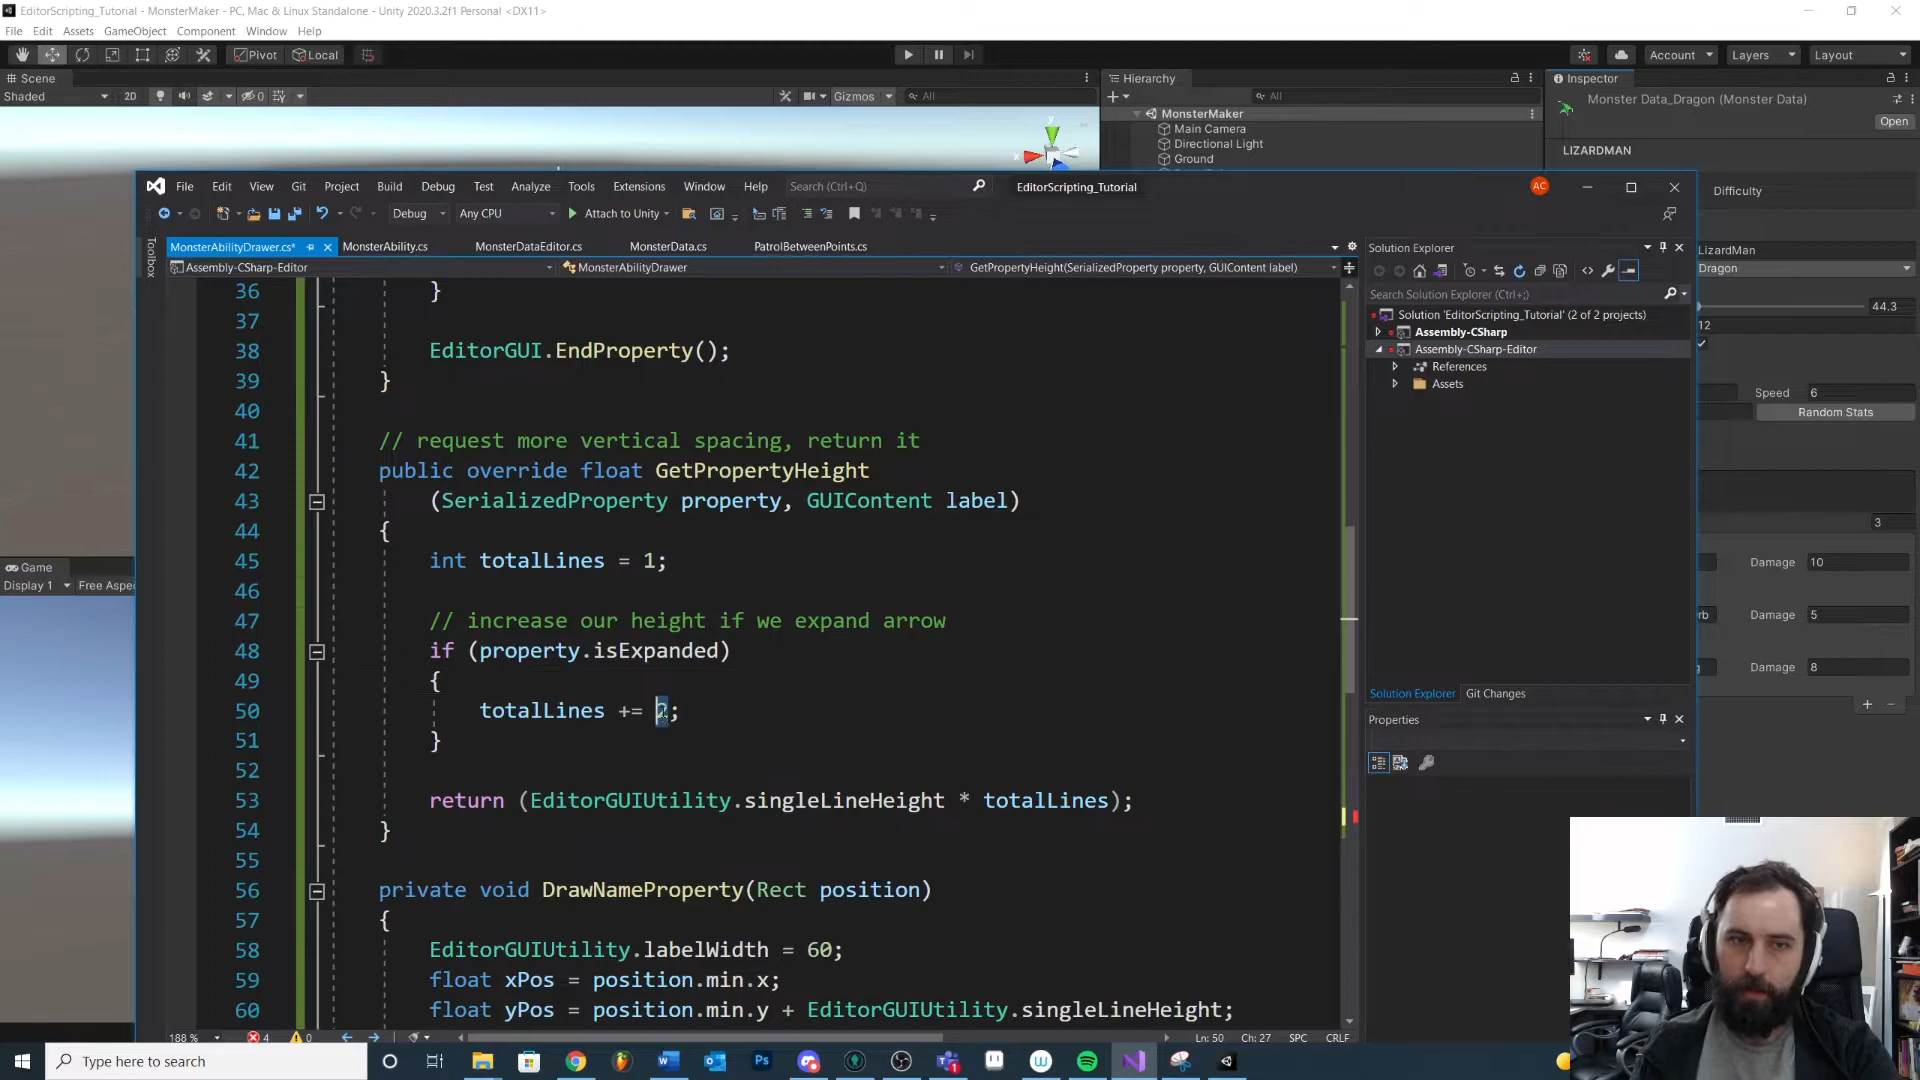 EditorScripting_Tutorial - MonsterMaker - PC, Mac & Linux Standalone - Unity 2020.3.2f1 Personal <DX11>
File Edit Assets GameObject Component Window Help
Pivot Local Account Layers Layout
Scene Hierarchy Inspector
Shaded 2D 0 Gizmos All All
Monster Data_Dragon (Monster Data)
Open
MonsterMaker
Main Camera
Directional Light
Ground
LIZARDMAN
File Edit View Git Project Build Debug Test Analyze Tools Extensions Window Help Search (Ctrl+Q) EditorScripting_Tutorial AC
Debug Any CPU Attach to Unity
Toolbox
MonsterAbilityDrawer.cs* MonsterAbility.cs MonsterDataEditor.cs MonsterData.cs PatrolBetweenPoints.cs
Assembly-CSharp-Editor MonsterAbilityDrawer GetPropertyHeight(SerializedProperty property, GUIContent label)
36 }
37
38 EditorGUI.EndProperty();
39 }
40
41 // request more vertical spacing, return it
42 public override float GetPropertyHeight
43 (SerializedProperty property, GUIContent label)
44 {
45 int totalLines = 1;
46
47 // increase our height if we expand arrow
48 if (property.isExpanded)
49 {
50 totalLines += ;
51 }
52
53 return (EditorGUIUtility.singleLineHeight * totalLines);
54 }
55
56 private void DrawNameProperty(Rect position)
57 {
58 EditorGUIUtility.labelWidth = 60;
59 float xPos = position.min.x;
60 float yPos = position.min.y + EditorGUIUtility.singleLineHeight;
188 % 4 0 Ln: 50 Ch: 27 SPC CRLF
Solution Explorer
Search Solution Explorer (Ctrl+;)
Solution 'EditorScripting_Tutorial' (2 of 2 projects)
Assembly-CSharp
Assembly-CSharp-Editor
References
Assets
Solution Explorer Git Changes
Properties
Difficulty
LizardMan
Dragon
44.3
12
Speed 6
Random Stats
3
Damage 10
rb Damage 5
g Damage 8
Game
Display 1 Free Aspec
Type here to search